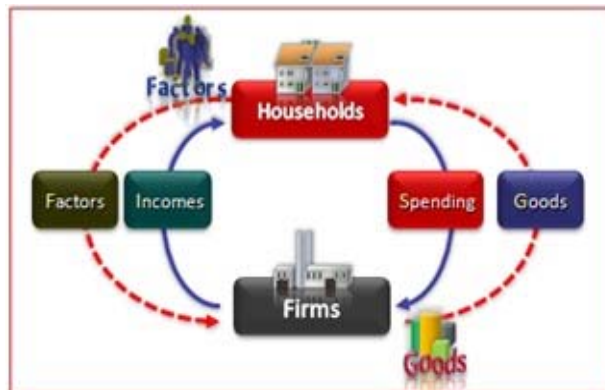 Factors
Households
Factors
Incomes
Spending
Goods
Firms
Goods